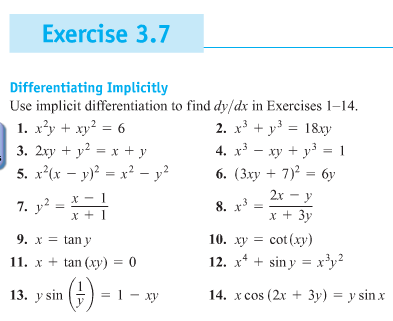 Exercise 3.7
Differentiating Implicitly
Use implicit differentiation to find dy/dx in Exercises 1–14.
1. x²y + xy² = 6
2. x³ + y³ = 18xy
3. 2xy + y² = x + y
4. x³ − xy + y³ = 1
5. x²(x − y)² = x² − y²
6. (3xy + 7)² = 6y
7. y² = (x − 1)/(x + 1)
8. x³ = (2x − y)/(x + 3y)
9. x = tan y
10. xy = cot (xy)
11. x + tan (xy) = 0
12. x⁴ + sin y = x³y²
13. y sin (1/y) = 1 − xy
14. x cos (2x + 3y) = y sin x